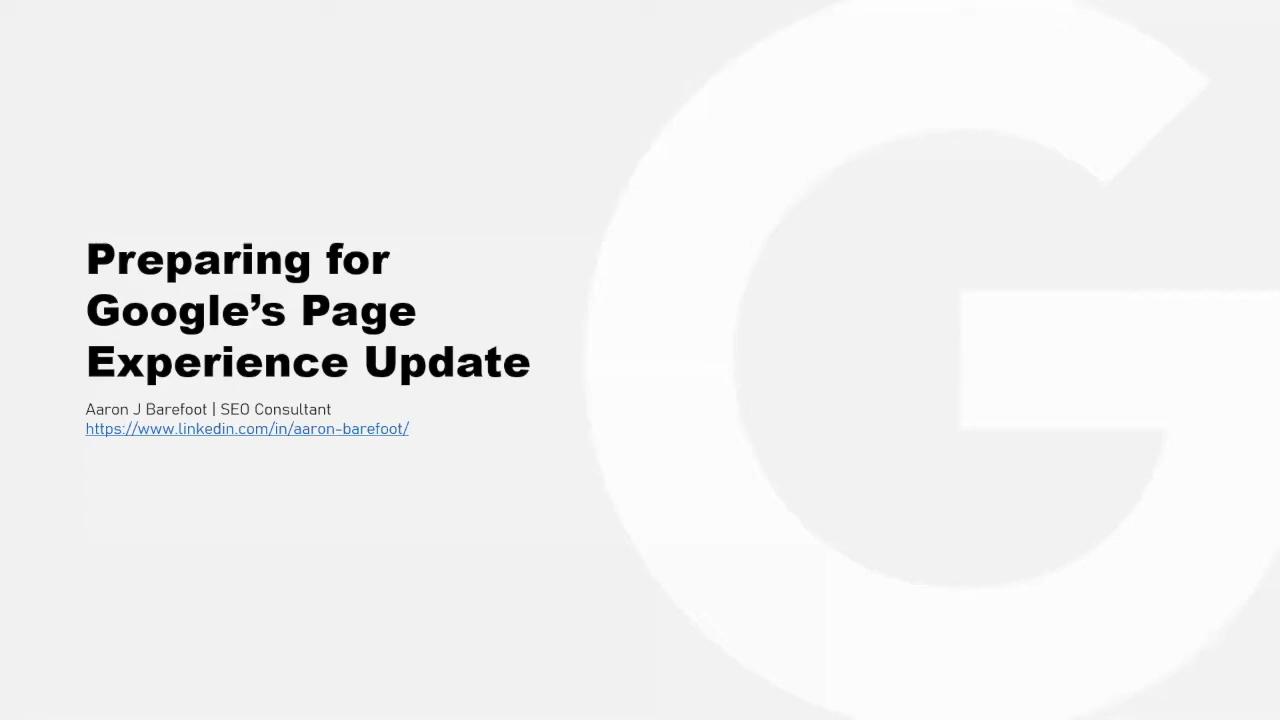 Preparing for
Google’s Page
Experience Update
Aaron J Barefoot | SEO Consultant
https://www.linkedin.com/in/aaron-barefoot/